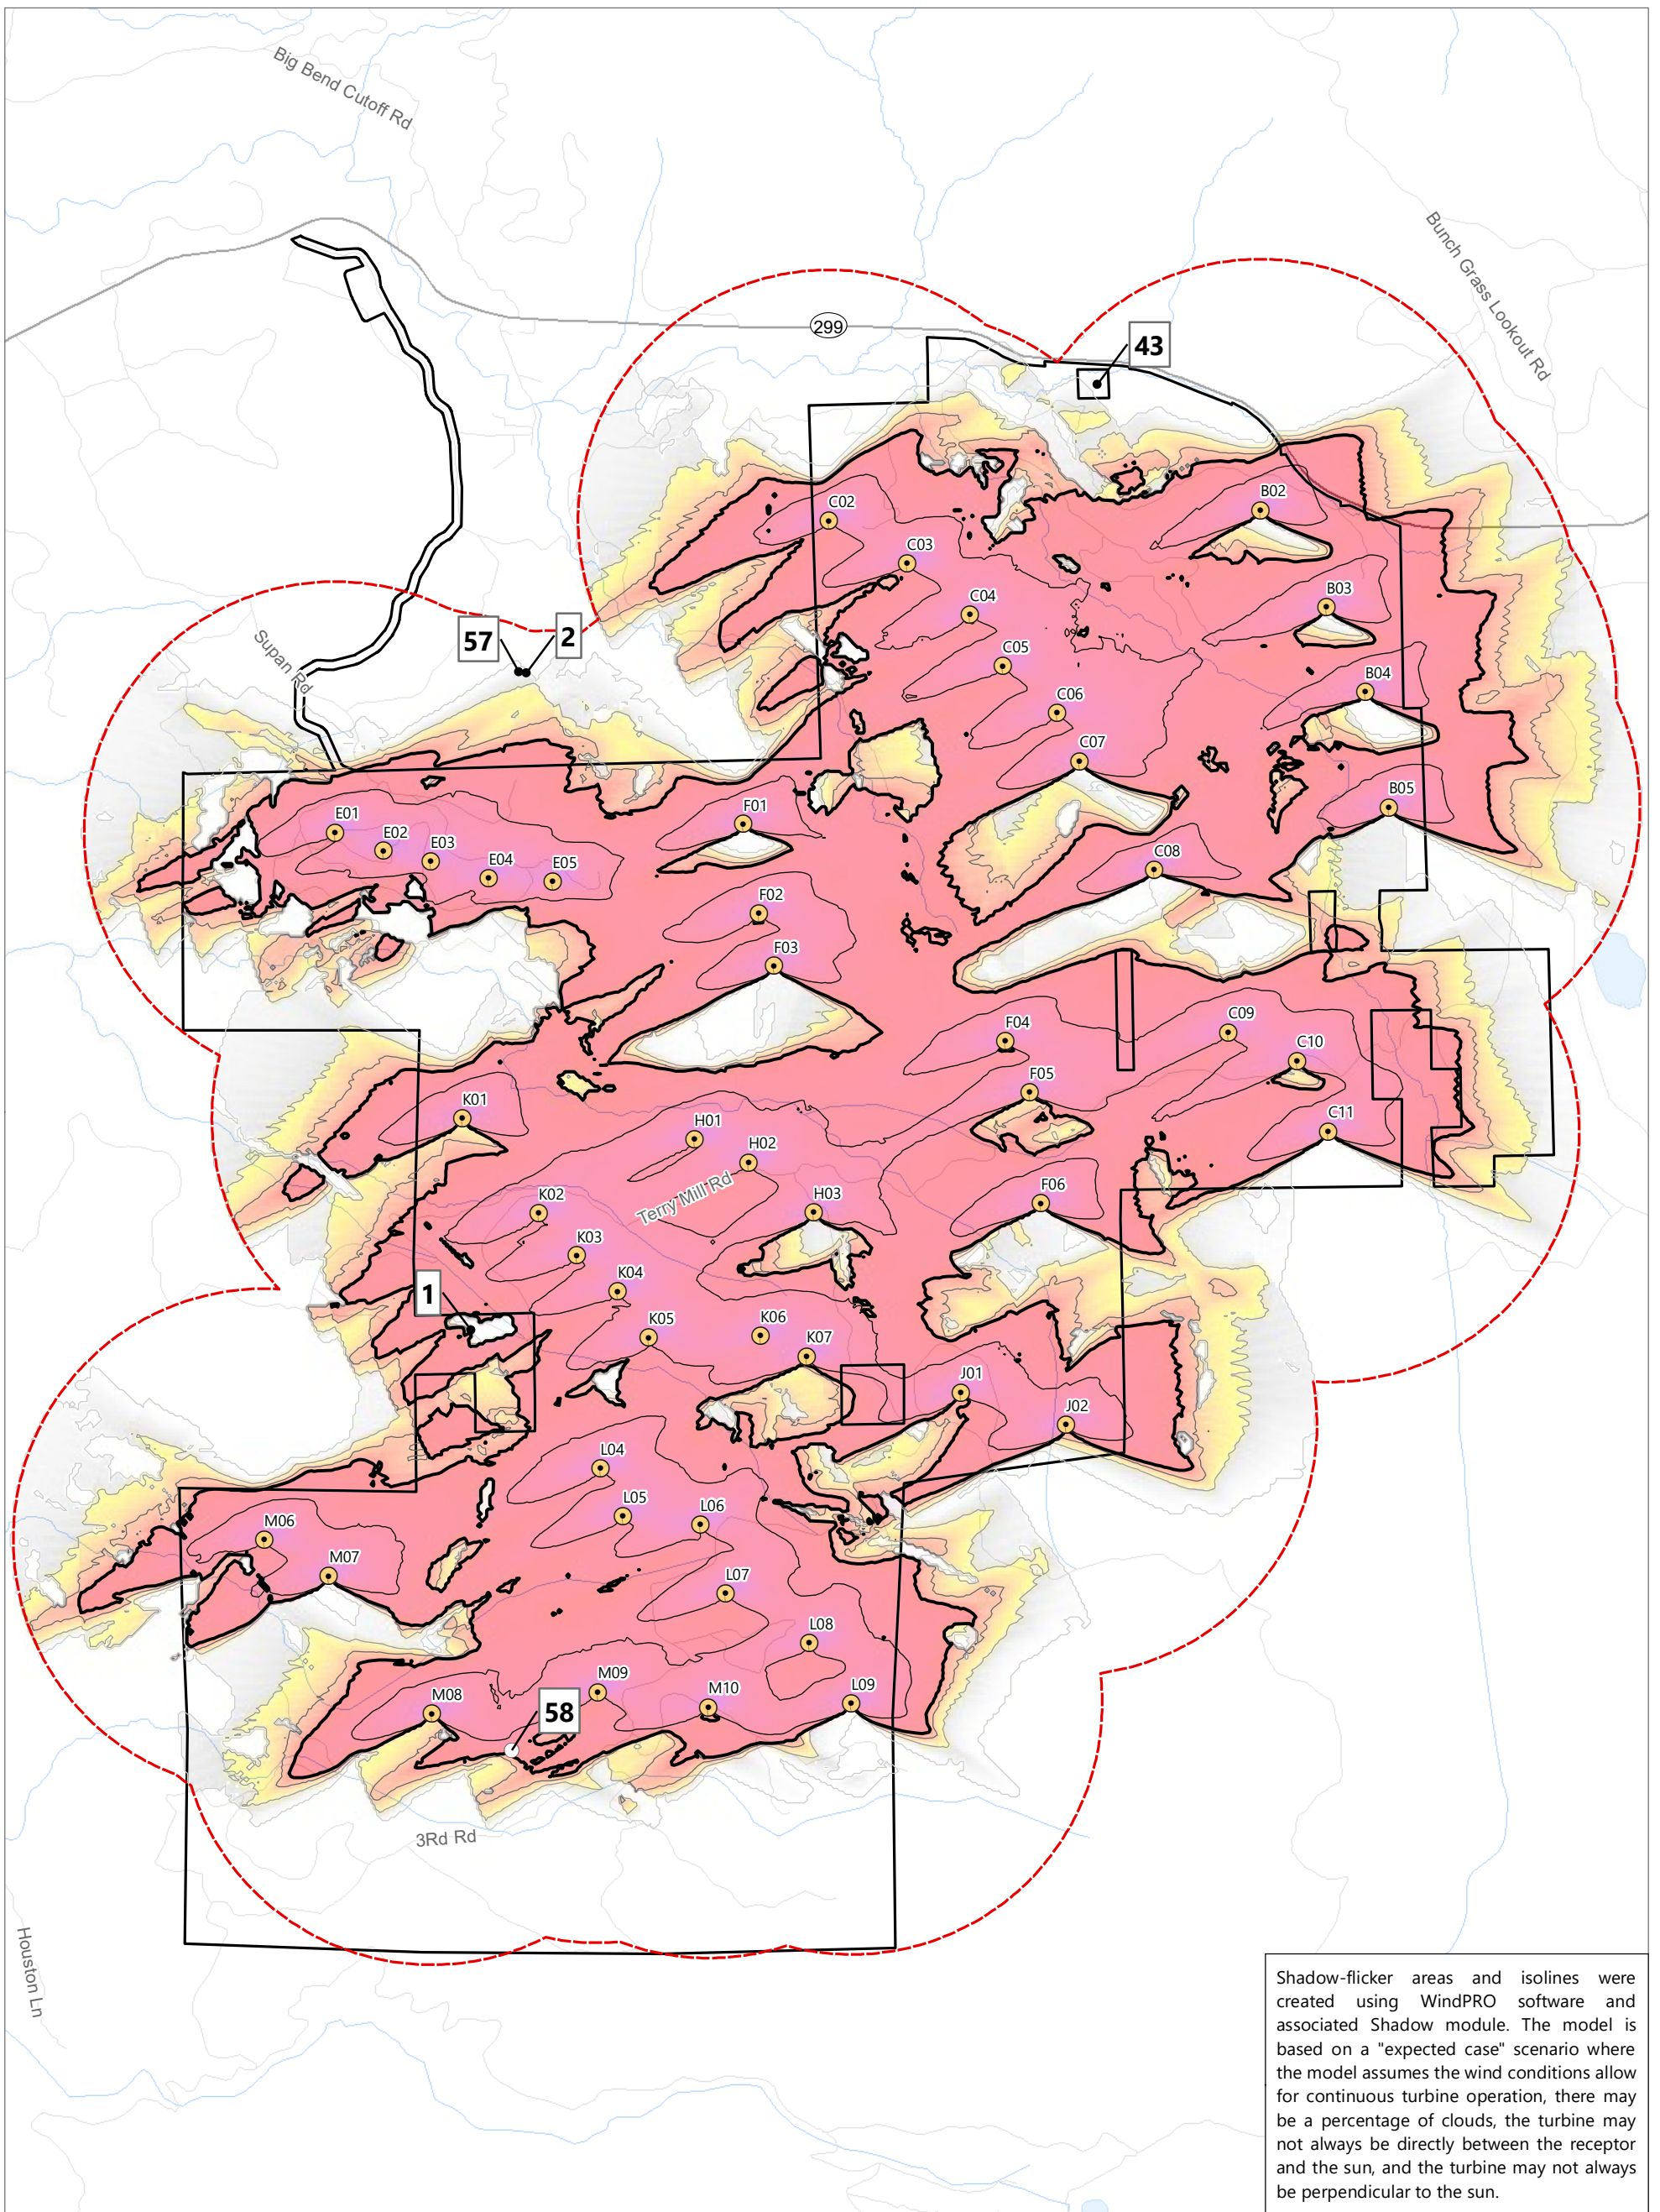 Big Bend Cutoff Rd
Bunch Grass Lookout Rd
299
43
B02
C02
C03
B03
C04
57
2
Supan Rd
C05
B04
C06
C07
B05
F01
E01
E02
E03
C08
E04
E05
F02
F03
F04
C09
C10
F05
K01
C11
H01
H02
Terry Mill Rd
F06
K02
H03
K03
K04
1
K05
K06
K07
J01
J02
L04
L05
L06
M06
M07
L07
L08
M09
M08
M10
L09
58
3Rd Rd
Houston Ln
Shadow-flicker areas and isolines were
created using WindPRO software and
associated Shadow module. The model is
based on a "expected case" scenario where
the model assumes the wind conditions allow
for continuous turbine operation, there may
be a percentage of clouds, the turbine may
not always be directly between the receptor
and the sun, and the turbine may not always
be perpendicular to the sun.